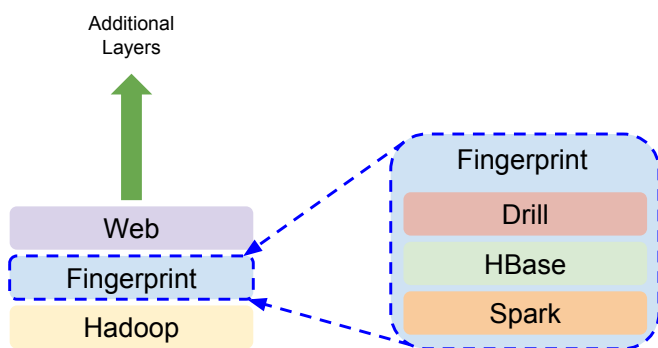 Additional
Layers
Web
Fingerprint
Hadoop
Fingerprint
Drill
HBase
Spark